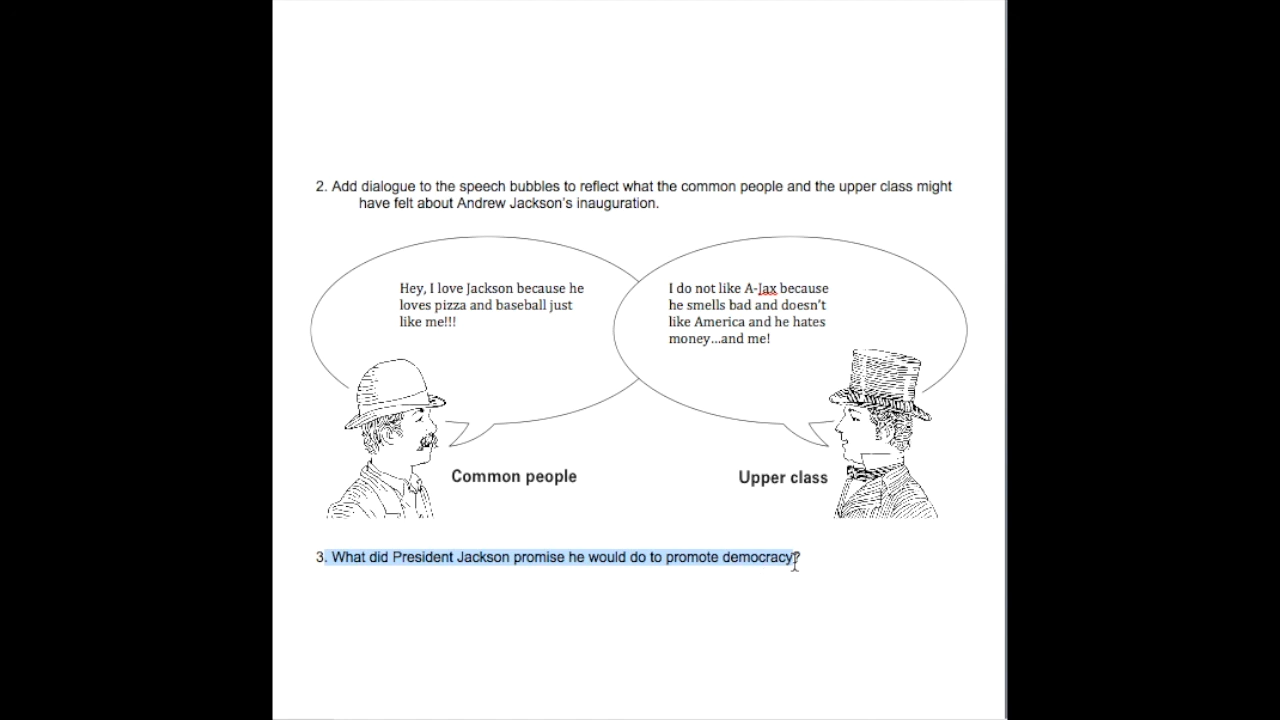 2. Add dialogue to the speech bubbles to reflect what the common people and the upper class might
have felt about Andrew Jackson's inauguration.
Hey, I love Jackson because he
loves pizza and baseball just
like me!!!
I do not like A-Jax because
he smells bad and doesn't
like America and he hates
money...and me!
Common people
Upper class
3. What did President Jackson promise he would do to promote democracy?